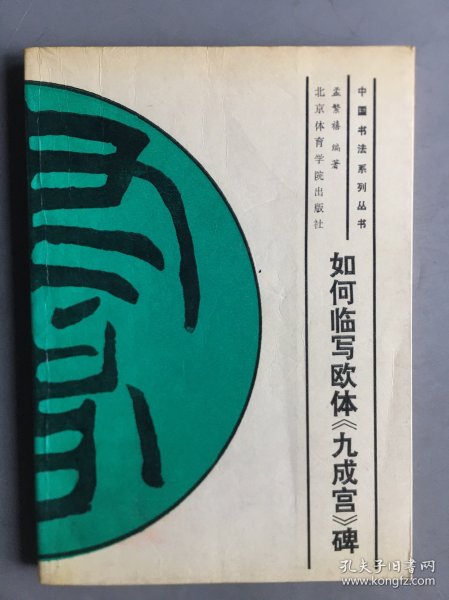 中国书法系列丛书
孟繁禧 编著
北京体育学院出版社
如何临写欧体《九成宫》碑
孔夫子旧书网
www.kongfz.com